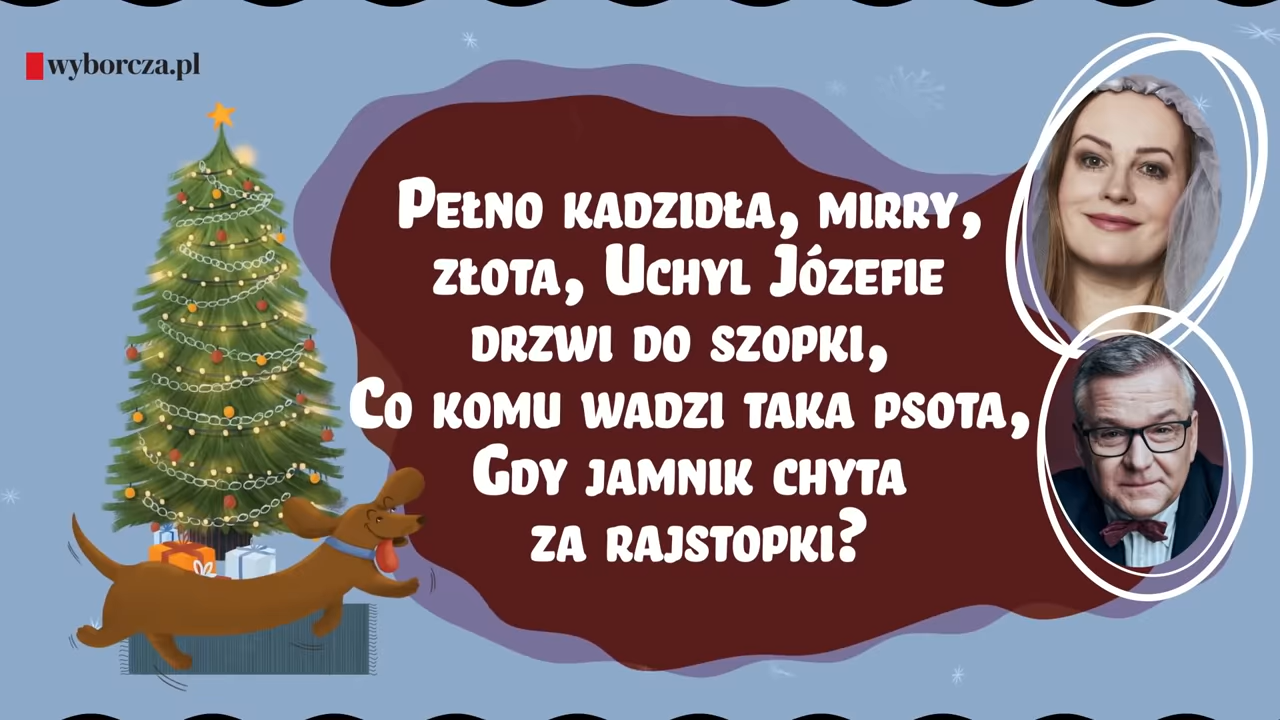 wyborcza.pl
Pełno kadzidła, mirry,
złota, Uchyl Józefie
drzwi do szopki,
Co komu wadzi taka psota,
Gdy jamnik chyta
za rajstopki?